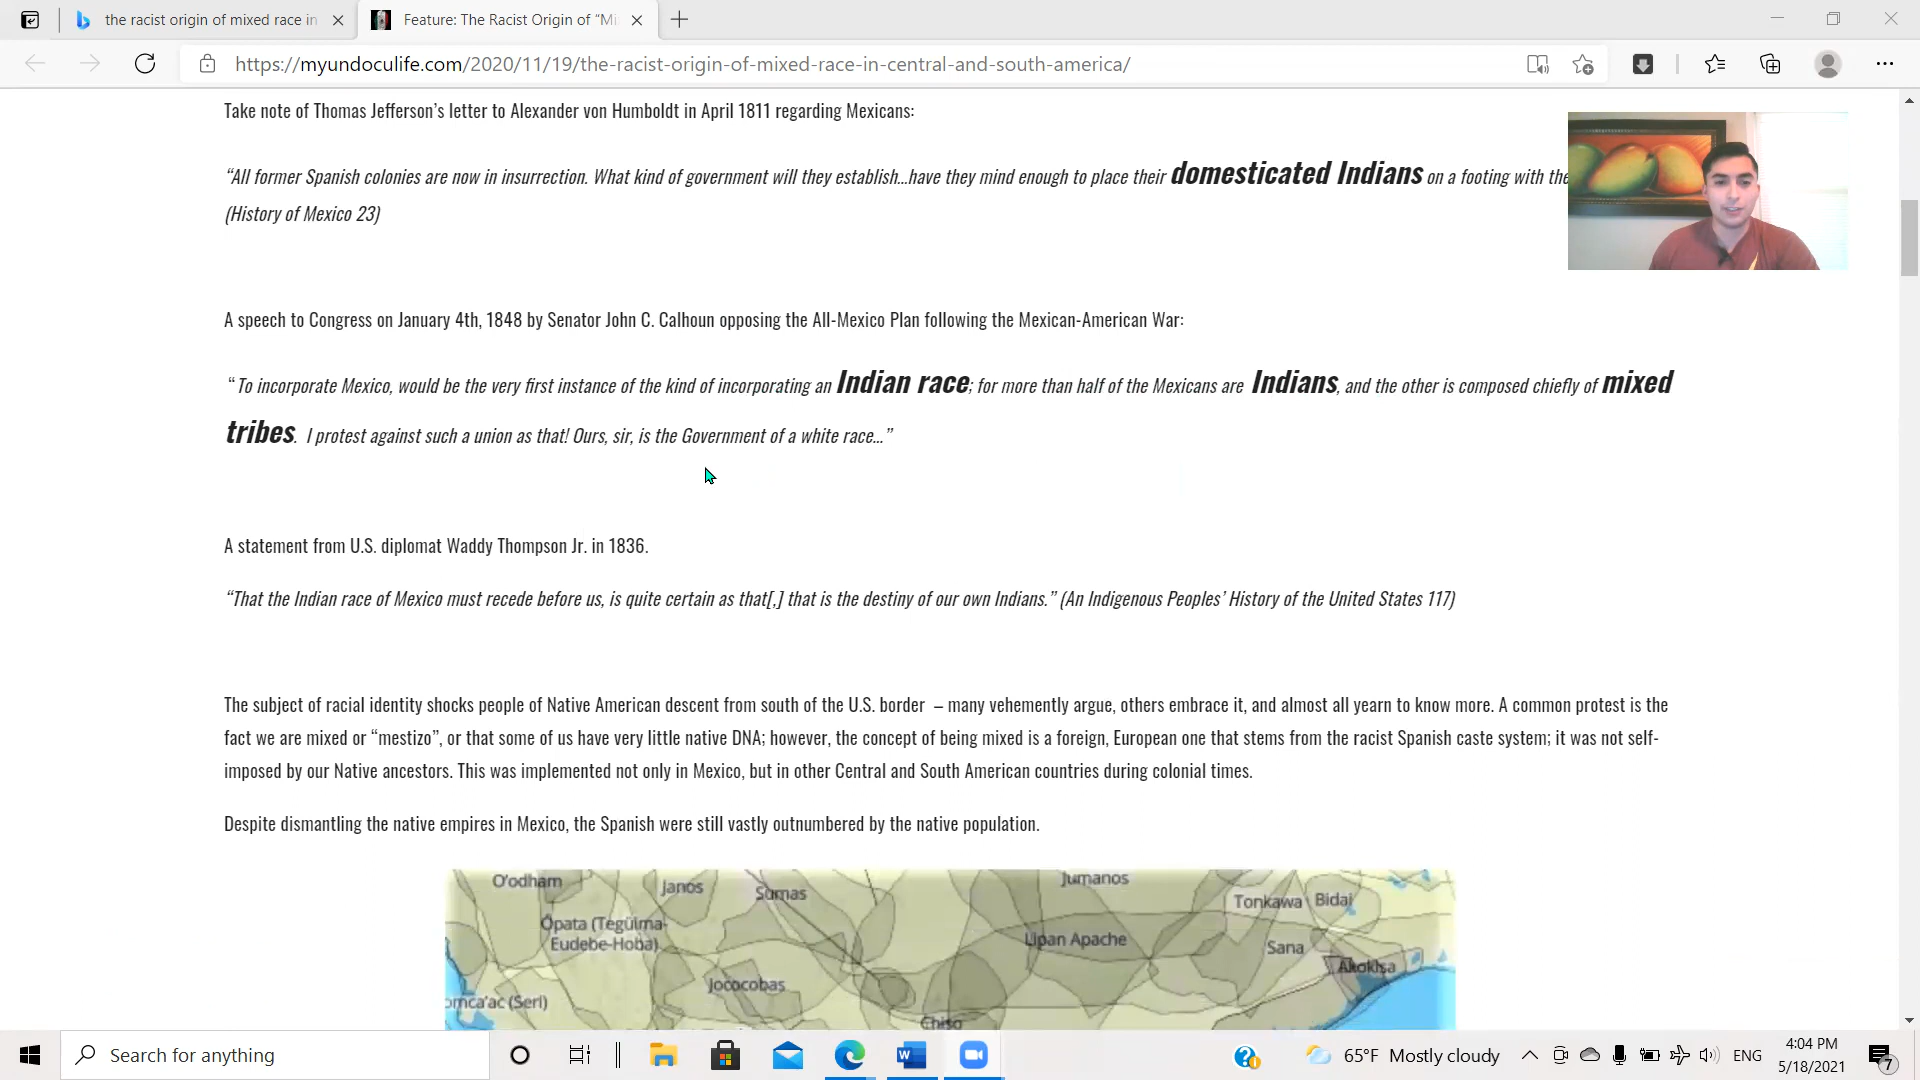 the racist origin of mixed race in
Feature: The Racist Origin of “Mi
https://myundoculife.com/2020/11/19/the-racist-origin-of-mixed-race-in-central-and-south-america/
Take note of Thomas Jefferson’s letter to Alexander von Humboldt in April 1811 regarding Mexicans:
“All former Spanish colonies are now in insurrection. What kind of government will they establish...have they mind enough to place their domesticated Indians on a footing with the
(History of Mexico 23)
A speech to Congress on January 4th, 1848 by Senator John C. Calhoun opposing the All-Mexico Plan following the Mexican-American War:
“To incorporate Mexico, would be the very first instance of the kind of incorporating an Indian race; for more than half of the Mexicans are Indians, and the other is composed chiefly of mixed
tribes. I protest against such a union as that! Ours, sir, is the Government of a white race...”
A statement from U.S. diplomat Waddy Thompson Jr. in 1836.
“That the Indian race of Mexico must recede before us, is quite certain as that[,] that is the destiny of our own Indians.” (An Indigenous Peoples’ History of the United States 117)
The subject of racial identity shocks people of Native American descent from south of the U.S. border – many vehemently argue, others embrace it, and almost all yearn to know more. A common protest is the
fact we are mixed or “mestizo”, or that some of us have very little native DNA; however, the concept of being mixed is a foreign, European one that stems from the racist Spanish caste system; it was not self-
imposed by our Native ancestors. This was implemented not only in Mexico, but in other Central and South American countries during colonial times.
Despite dismantling the native empires in Mexico, the Spanish were still vastly outnumbered by the native population.
O'odham
Janos
Sumas
Jumanos
Tonkawa
Bidai
Opata (Tegüima-
Eudebe-Hoba)
Lipan Apache
Sana
Akokisa
Jococobas
omca'ac (Seri)
Chiso
Search for anything
W
65°F Mostly cloudy
ENG
4:04 PM
5/18/2021
7